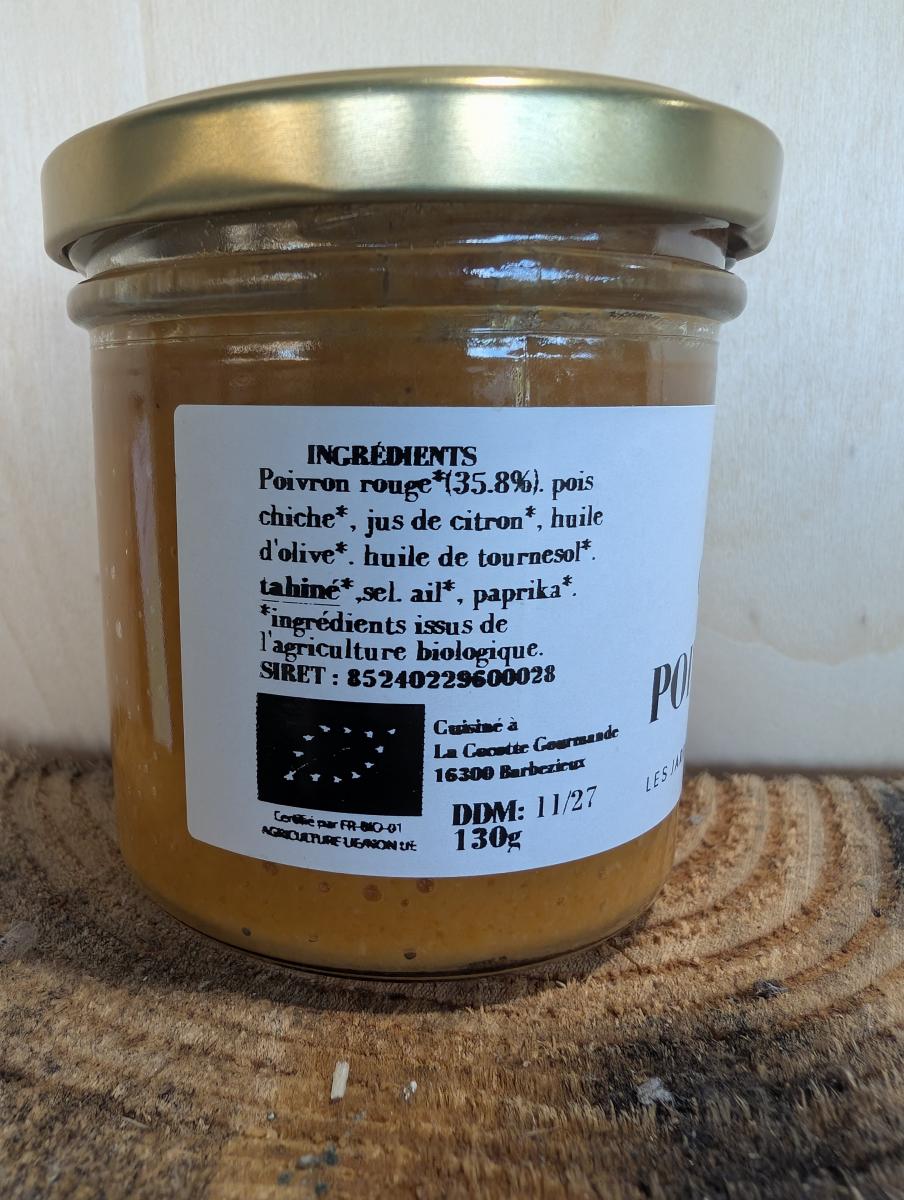 INGRÉDIENTS
Poivron rouge*(35.8%). pois
chiche*, jus de citron*, huile
d'olive*. huile de tournesol*.
tahiné*,sel. ail*, paprika*.
*ingrédients issus de
l'agriculture biologique.
SIRET : 85240229600028
Cuisiné à
La Cocotte Gourmande
16300 Barbezieux
Certifié par FR-BIO-01
AGRICULTURE UE/NON UE
DDM: 11/27
130g
PO
LES JAR